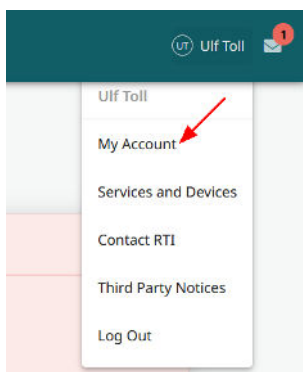 UT Ulf Toll 1
Ulf Toll
My Account
Services and Devices
Contact RTI
Third Party Notices
Log Out